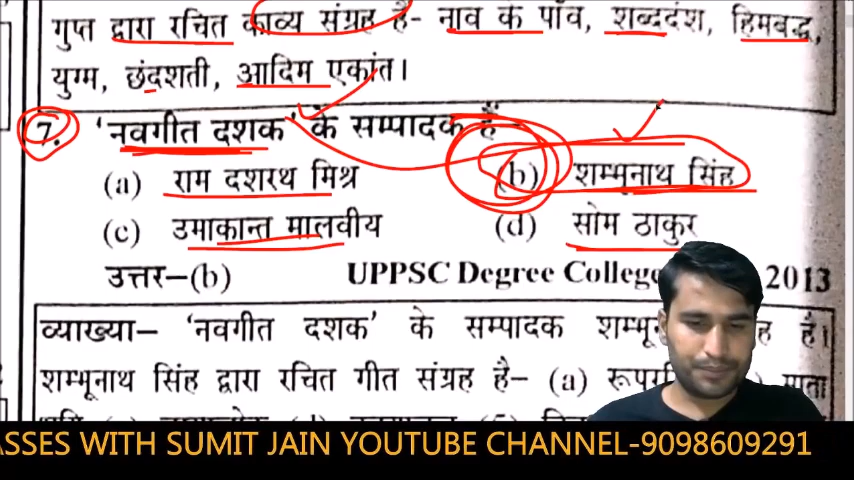 गुप्त द्वारा रचित काव्य संग्रह हैं- नाव के पाँव, शब्ददंश, हिमबद्ध,
युग्म, छंदशती, आदिम एकांत।
7. 'नवगीत दशक' के सम्पादक हैं
(a) राम दशरथ मिश्र (b) शम्भूनाथ सिंह
(c) उमाकान्त मालवीय (d) सोम ठाकुर
उत्तर–(b) UPPSC Degree College 2013
व्याख्या– 'नवगीत दशक' के सम्पादक हैं।
शम्भूनाथ सिंह द्वारा रचित गीत संग्रह है– (a) माता
ASSES WITH SUMIT JAIN YOUTUBE CHANNEL-9098609291